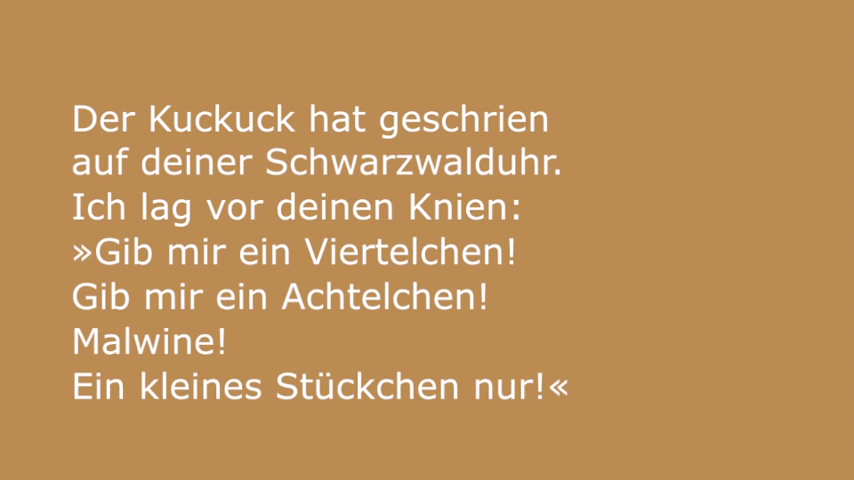 Der Kuckuck hat geschrien
auf deiner Schwarzwalduhr.
Ich lag vor deinen Knien:
»Gib mir ein Viertelchen!
Gib mir ein Achtelchen!
Malwine!
Ein kleines Stückchen nur!«